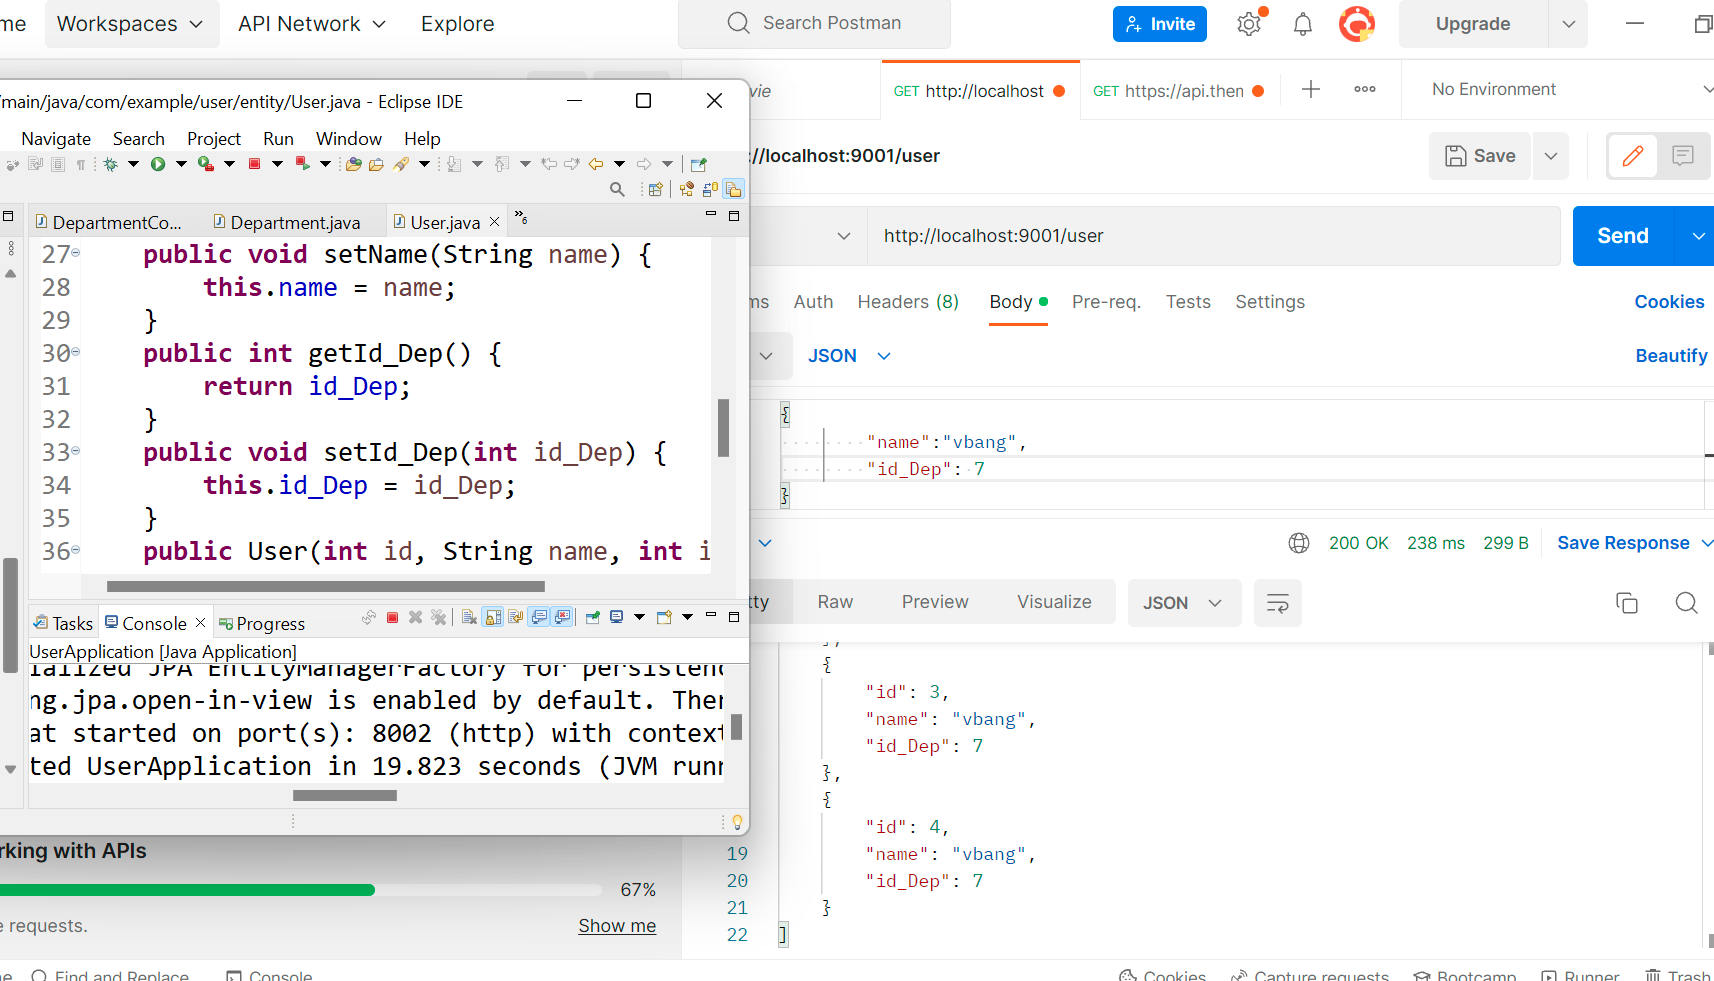 me Workspaces API Network Explore Search Postman Invite Upgrade
vie GET http://localhost GET https://api.then No Environment
/main/java/com/example/user/entity/User.java - Eclipse IDE
Navigate Search Project Run Window Help
://localhost:9001/user Save
DepartmentCo... Department.java User.java »6
http://localhost:9001/user Send
27 public void setName(String name) {
28 this.name = name;
29 }
30 public int getId_Dep() {
31 return id_Dep;
32 }
33 public void setId_Dep(int id_Dep) {
34 this.id_Dep = id_Dep;
35 }
36 public User(int id, String name, int i
ms Auth Headers (8) Body Pre-req. Tests Settings Cookies
JSON Beautify
{
"name":"vbang",
"id_Dep": 7
}
200 OK 238 ms 299 B Save Response
tty Raw Preview Visualize JSON
Tasks Console Progress
UserApplication [Java Application]
ialized JPA EntityManagerFactory for persistenc
ng.jpa.open-in-view is enabled by default. Ther
at started on port(s): 8002 (http) with context
ted UserApplication in 19.823 seconds (JVM runn
},
{
"id": 3,
"name": "vbang",
"id_Dep": 7
},
{
"id": 4,
19 "name": "vbang",
20 "id_Dep": 7
21 }
22 ]
rking with APIs
67%
e requests. Show me
ne Find and Replace Console Cookies Capture requests Bootcamp Runner Trash